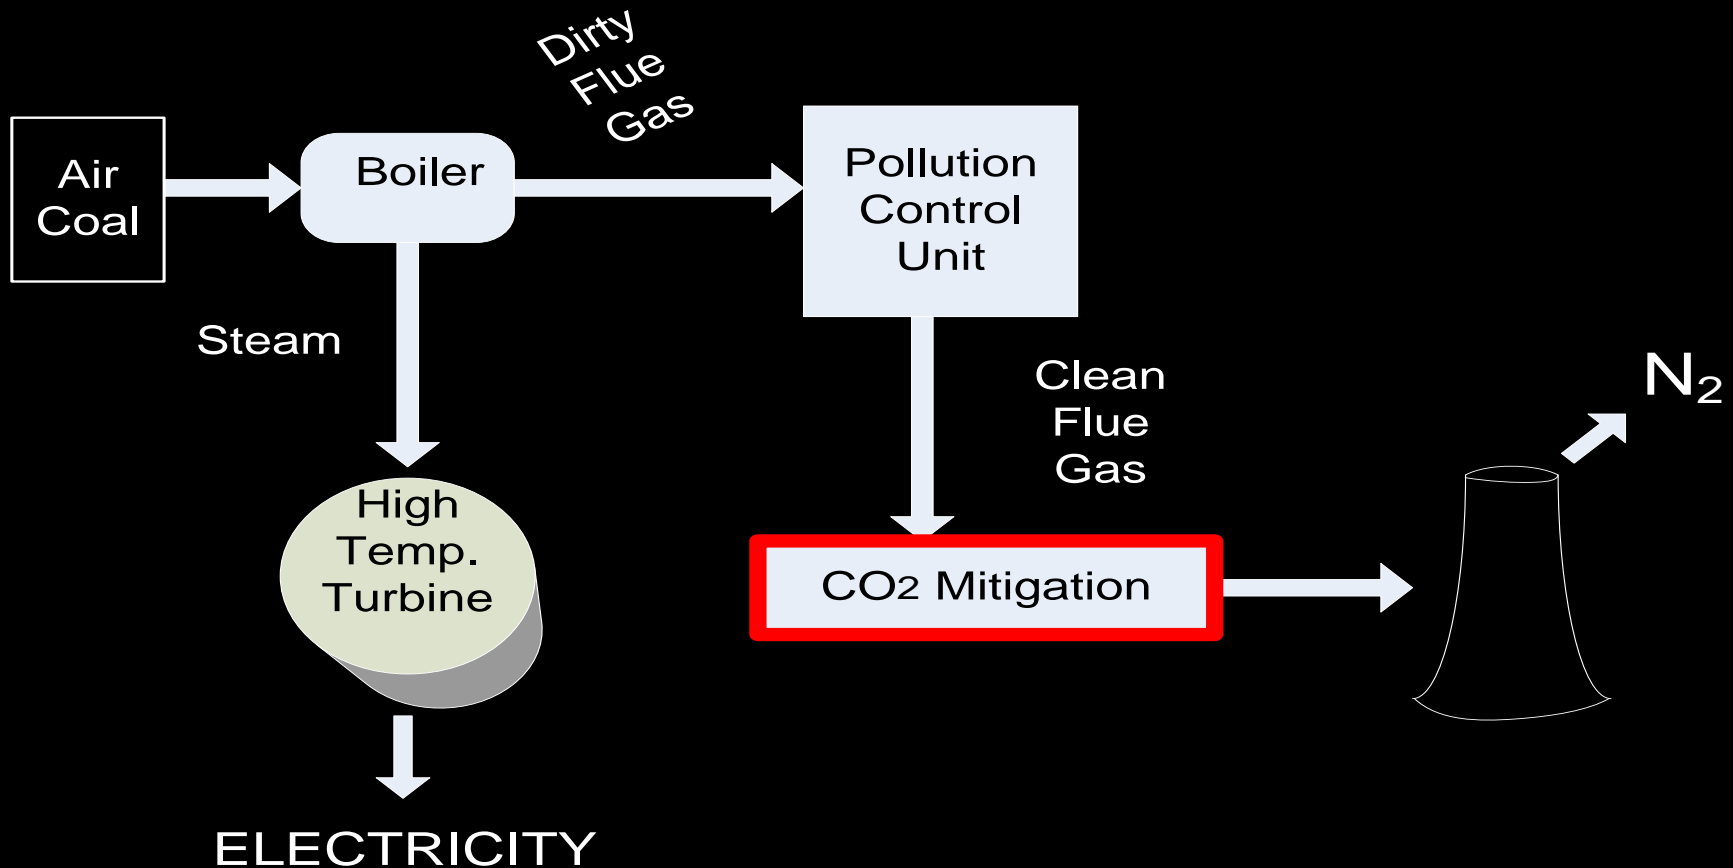 Dirty
Flue
Gas
Air
Coal
Boiler
Pollution
Control
Unit
Steam
Clean
Flue
Gas
N₂
High
Temp.
Turbine
CO2 Mitigation
ELECTRICITY